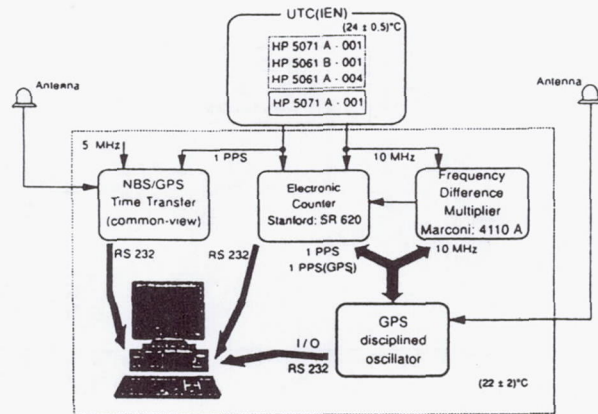 UTC(IEN)
(24 ± 0.5)°C
HP 5071 A - 001
HP 5061 B - 001
HP 5061 A - 004
HP 5071 A - 001
Antenna
Antenna
5 MHz
1 PPS
10 MHz
NBS/GPS
Time Transfer
(common-view)
Electronic
Counter
Stanford: SR 620
Frequency
Difference
Multiplier
Marconi: 4110 A
RS 232
RS 232
1 PPS
1 PPS(GPS)
10 MHz
GPS
disciplined
oscillator
I / O
RS 232
(22 ± 2)°C